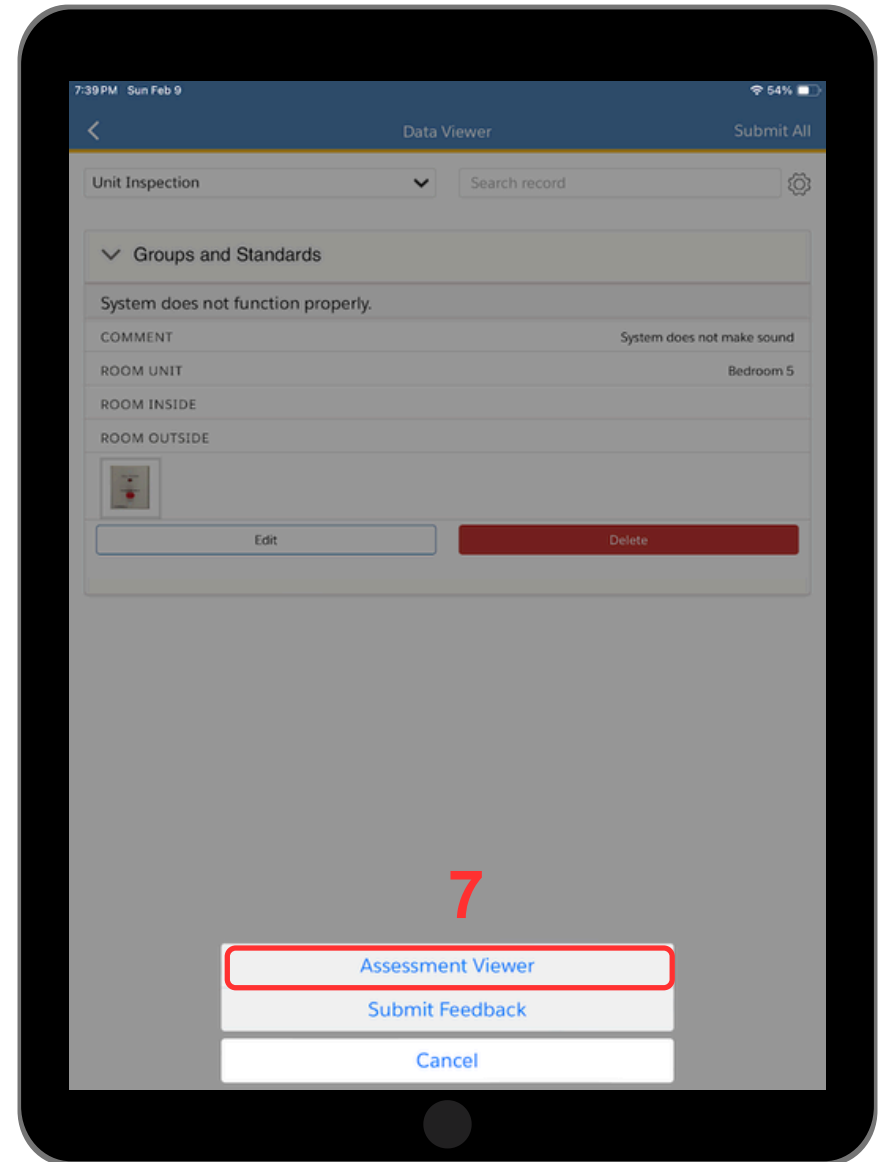 7:39 PM Sun Feb 9 54%
Data Viewer Submit All
Unit Inspection Search record
Groups and Standards
System does not function properly.
COMMENT System does not make sound
ROOM UNIT Bedroom 5
ROOM INSIDE
ROOM OUTSIDE
Edit Delete
7
Assessment Viewer
Submit Feedback
Cancel